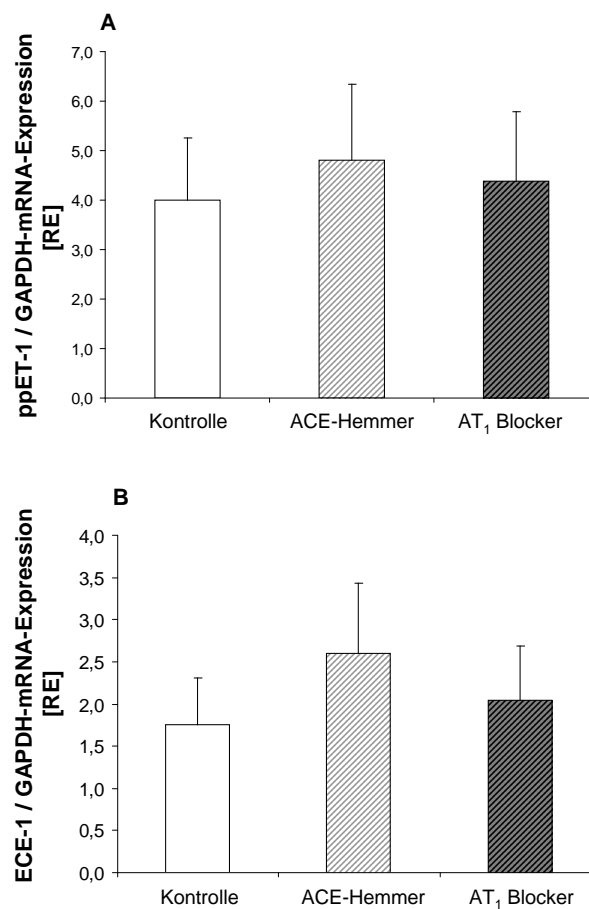 A
ppET-1 / GAPDH-mRNA-Expression
[RE]
7,0
6,0
5,0
4,0
3,0
2,0
1,0
0,0
Kontrolle ACE-Hemmer AT₁ Blocker
B
ECE-1 / GAPDH-mRNA-Expression
[RE]
4,0
3,5
3,0
2,5
2,0
1,5
1,0
0,5
0,0
Kontrolle ACE-Hemmer AT₁ Blocker